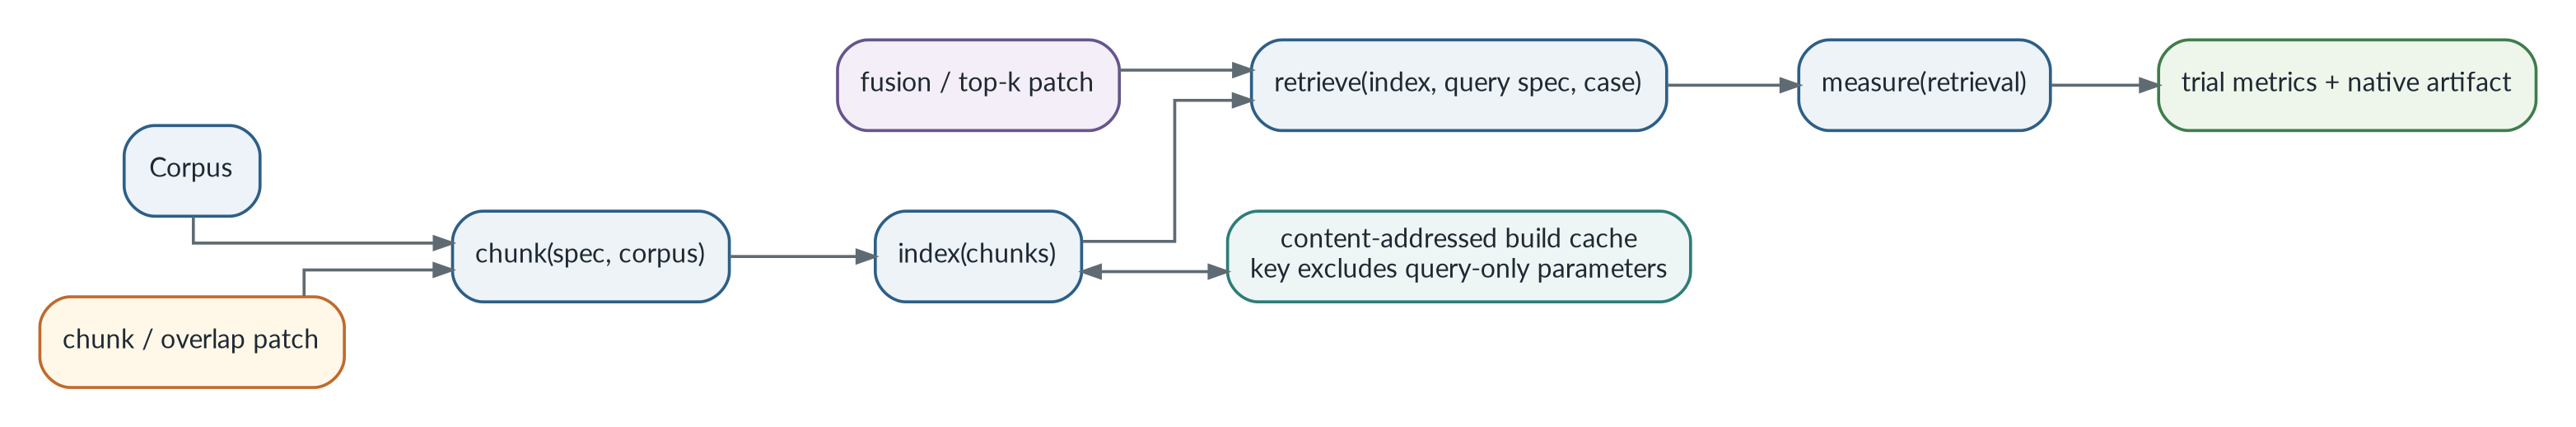 fusion / top-k patch
retrieve(index, query spec, case)
measure(retrieval)
trial metrics + native artifact
Corpus
chunk(spec, corpus)
index(chunks)
content-addressed build cache
key excludes query-only parameters
chunk / overlap patch